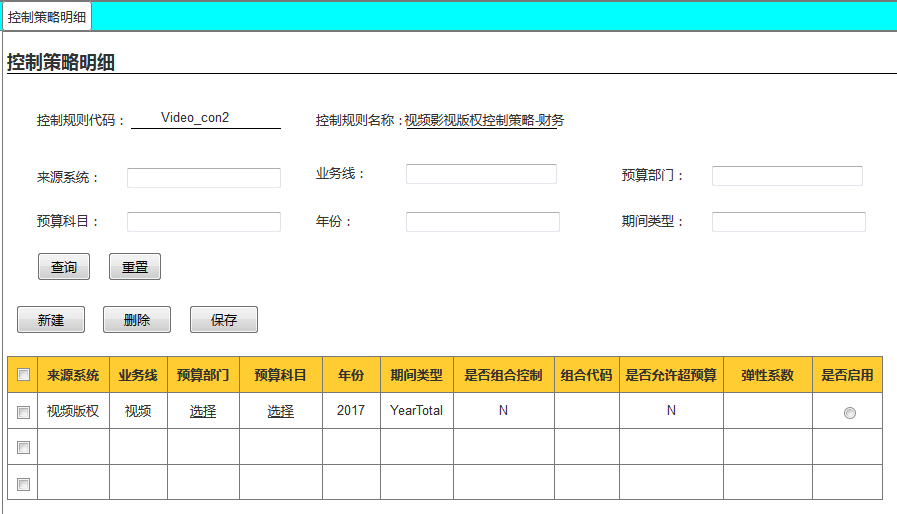 控制策略明细
控制策略明细
控制规则代码： Video_con2 控制规则名称：视频影视版权控制策略-财务
来源系统： 业务线： 预算部门：
预算科目： 年份： 期间类型：
查询 重置
新建 删除 保存
来源系统 业务线 预算部门 预算科目 年份 期间类型 是否组合控制 组合代码 是否允许超预算 弹性系数 是否启用
视频版权 视频 选择 选择 2017 YearTotal N N